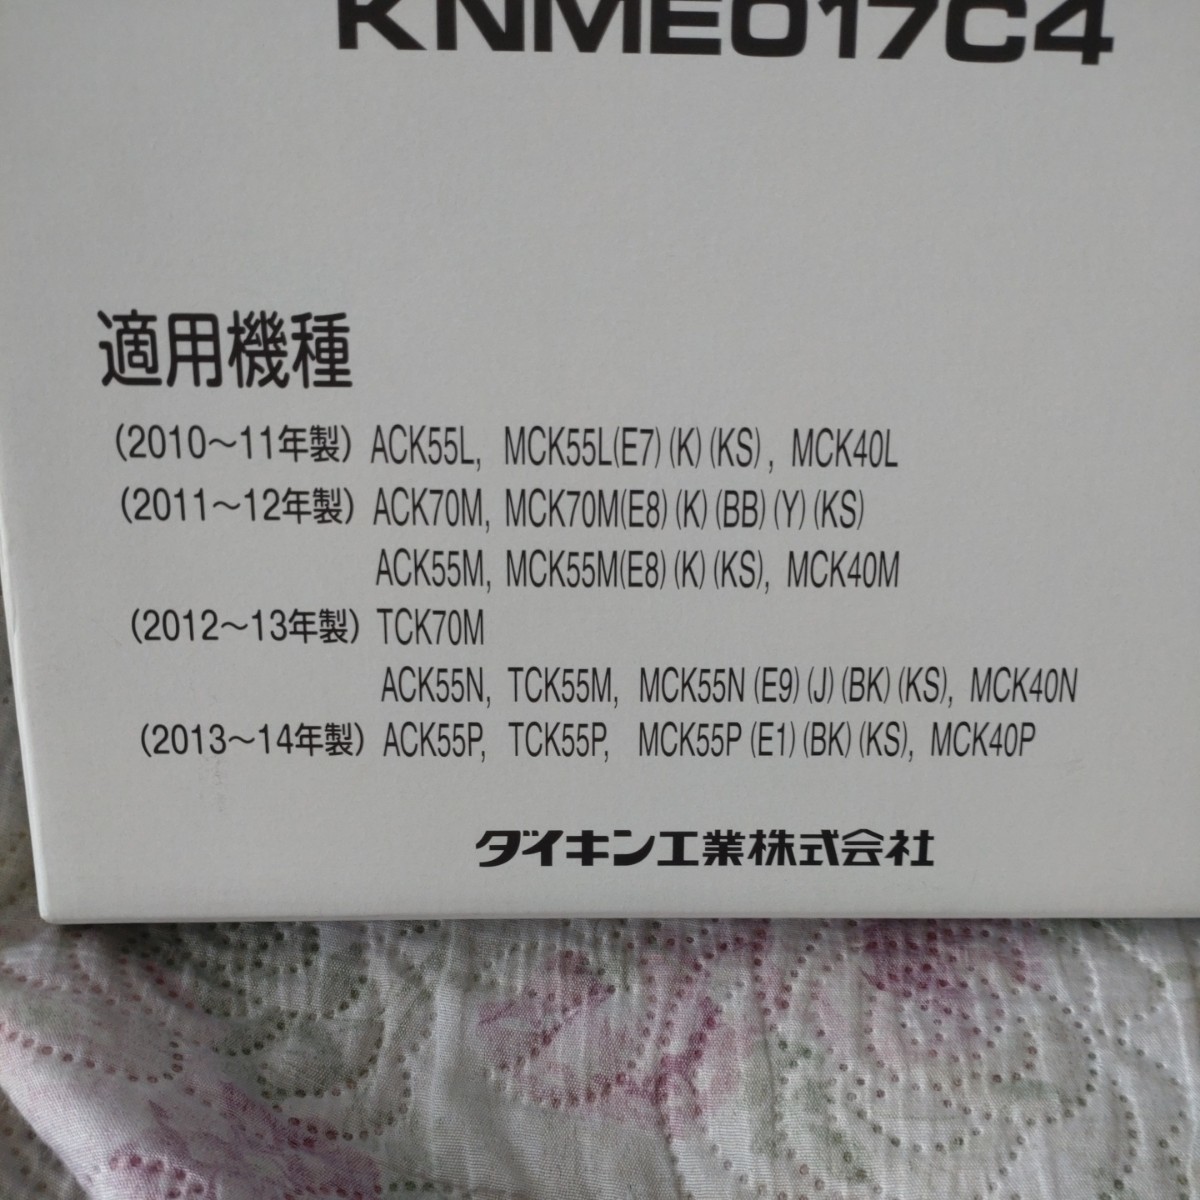 KNME017C4
適用機種
(2010～11年製) ACK55L, MCK55L(E7)(K)(KS), MCK40L
(2011～12年製) ACK70M, MCK70M(E8)(K)(BB)(Y)(KS)
ACK55M, MCK55M(E8)(K)(KS), MCK40M
(2012～13年製) TCK70M
ACK55N, TCK55M, MCK55N(E9)(J)(BK)(KS), MCK40N
(2013～14年製) ACK55P, TCK55P, MCK55P(E1)(BK)(KS), MCK40P
ダイキン工業株式会社